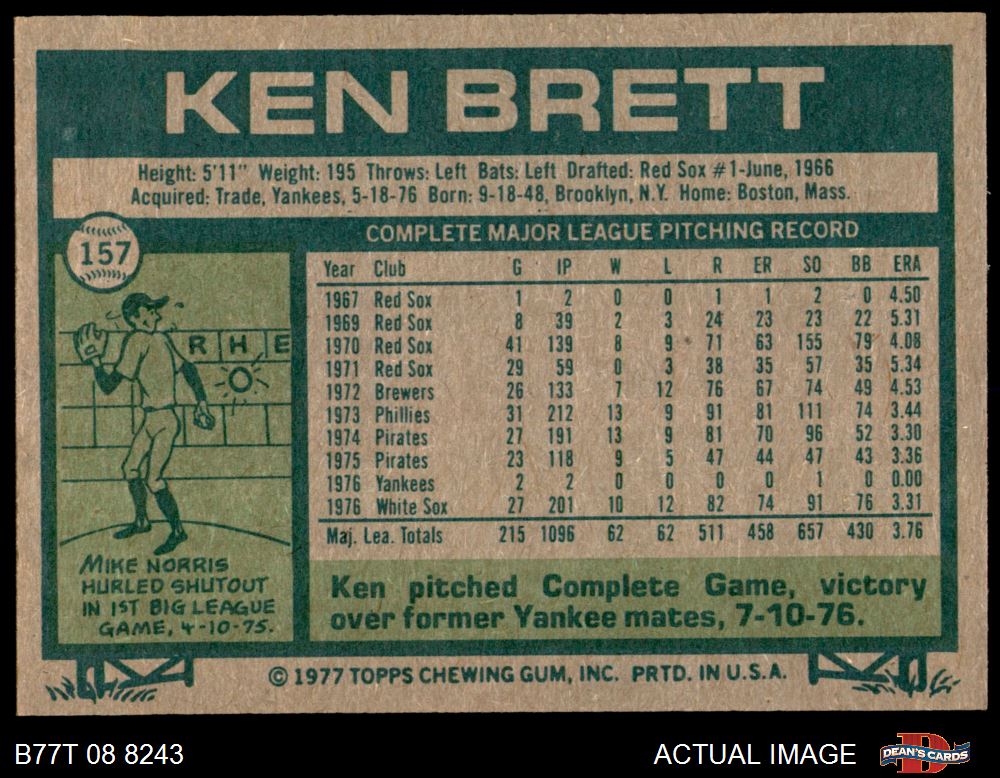 KEN BRETT
Height: 5'11" Weight: 195 Throws: Left Bats: Left Drafted: Red Sox #1-June, 1966
Acquired: Trade, Yankees, 5-18-76 Born: 9-18-48, Brooklyn, N.Y. Home: Boston, Mass.
157
COMPLETE MAJOR LEAGUE PITCHING RECORD
Year Club G IP W L R ER SO BB ERA
1967 Red Sox 1 2 0 0 1 1 2 0 4.50
1969 Red Sox 8 39 2 3 24 23 23 22 5.31
1970 Red Sox 41 139 8 9 71 63 155 79 4.08
1971 Red Sox 29 59 0 3 38 35 57 35 5.34
1972 Brewers 26 133 7 12 76 67 74 49 4.53
1973 Phillies 31 212 13 9 91 81 111 74 3.44
1974 Pirates 27 191 13 9 81 70 96 52 3.30
1975 Pirates 23 118 9 5 47 44 47 43 3.36
1976 Yankees 2 2 0 0 0 0 1 0 0.00
1976 White Sox 27 201 10 12 82 74 91 76 3.31
Maj. Lea. Totals 215 1096 62 62 511 458 657 430 3.76
R H E
MIKE NORRIS
HURLED SHUTOUT
IN 1ST BIG LEAGUE
GAME, 4-10-75.
Ken pitched Complete Game, victory
over former Yankee mates, 7-10-76.
© 1977 TOPPS CHEWING GUM, INC. PRTD. IN U.S.A.
B77T 08 8243
ACTUAL IMAGE
D
DEAN'S CARDS